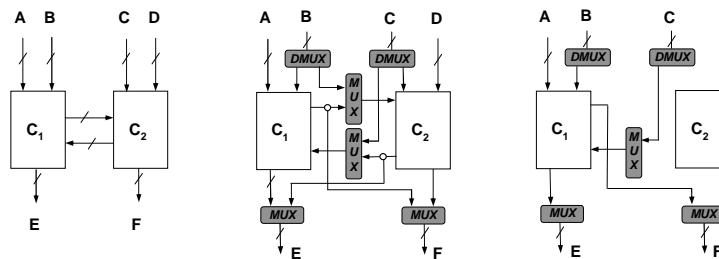 A B C D
C1 C2
E F
A B C D
DMUX DMUX
MUX
C1 C2
MUX
MUX MUX
E F
A B C
DMUX DMUX
C1 MUX C2
MUX MUX
E F